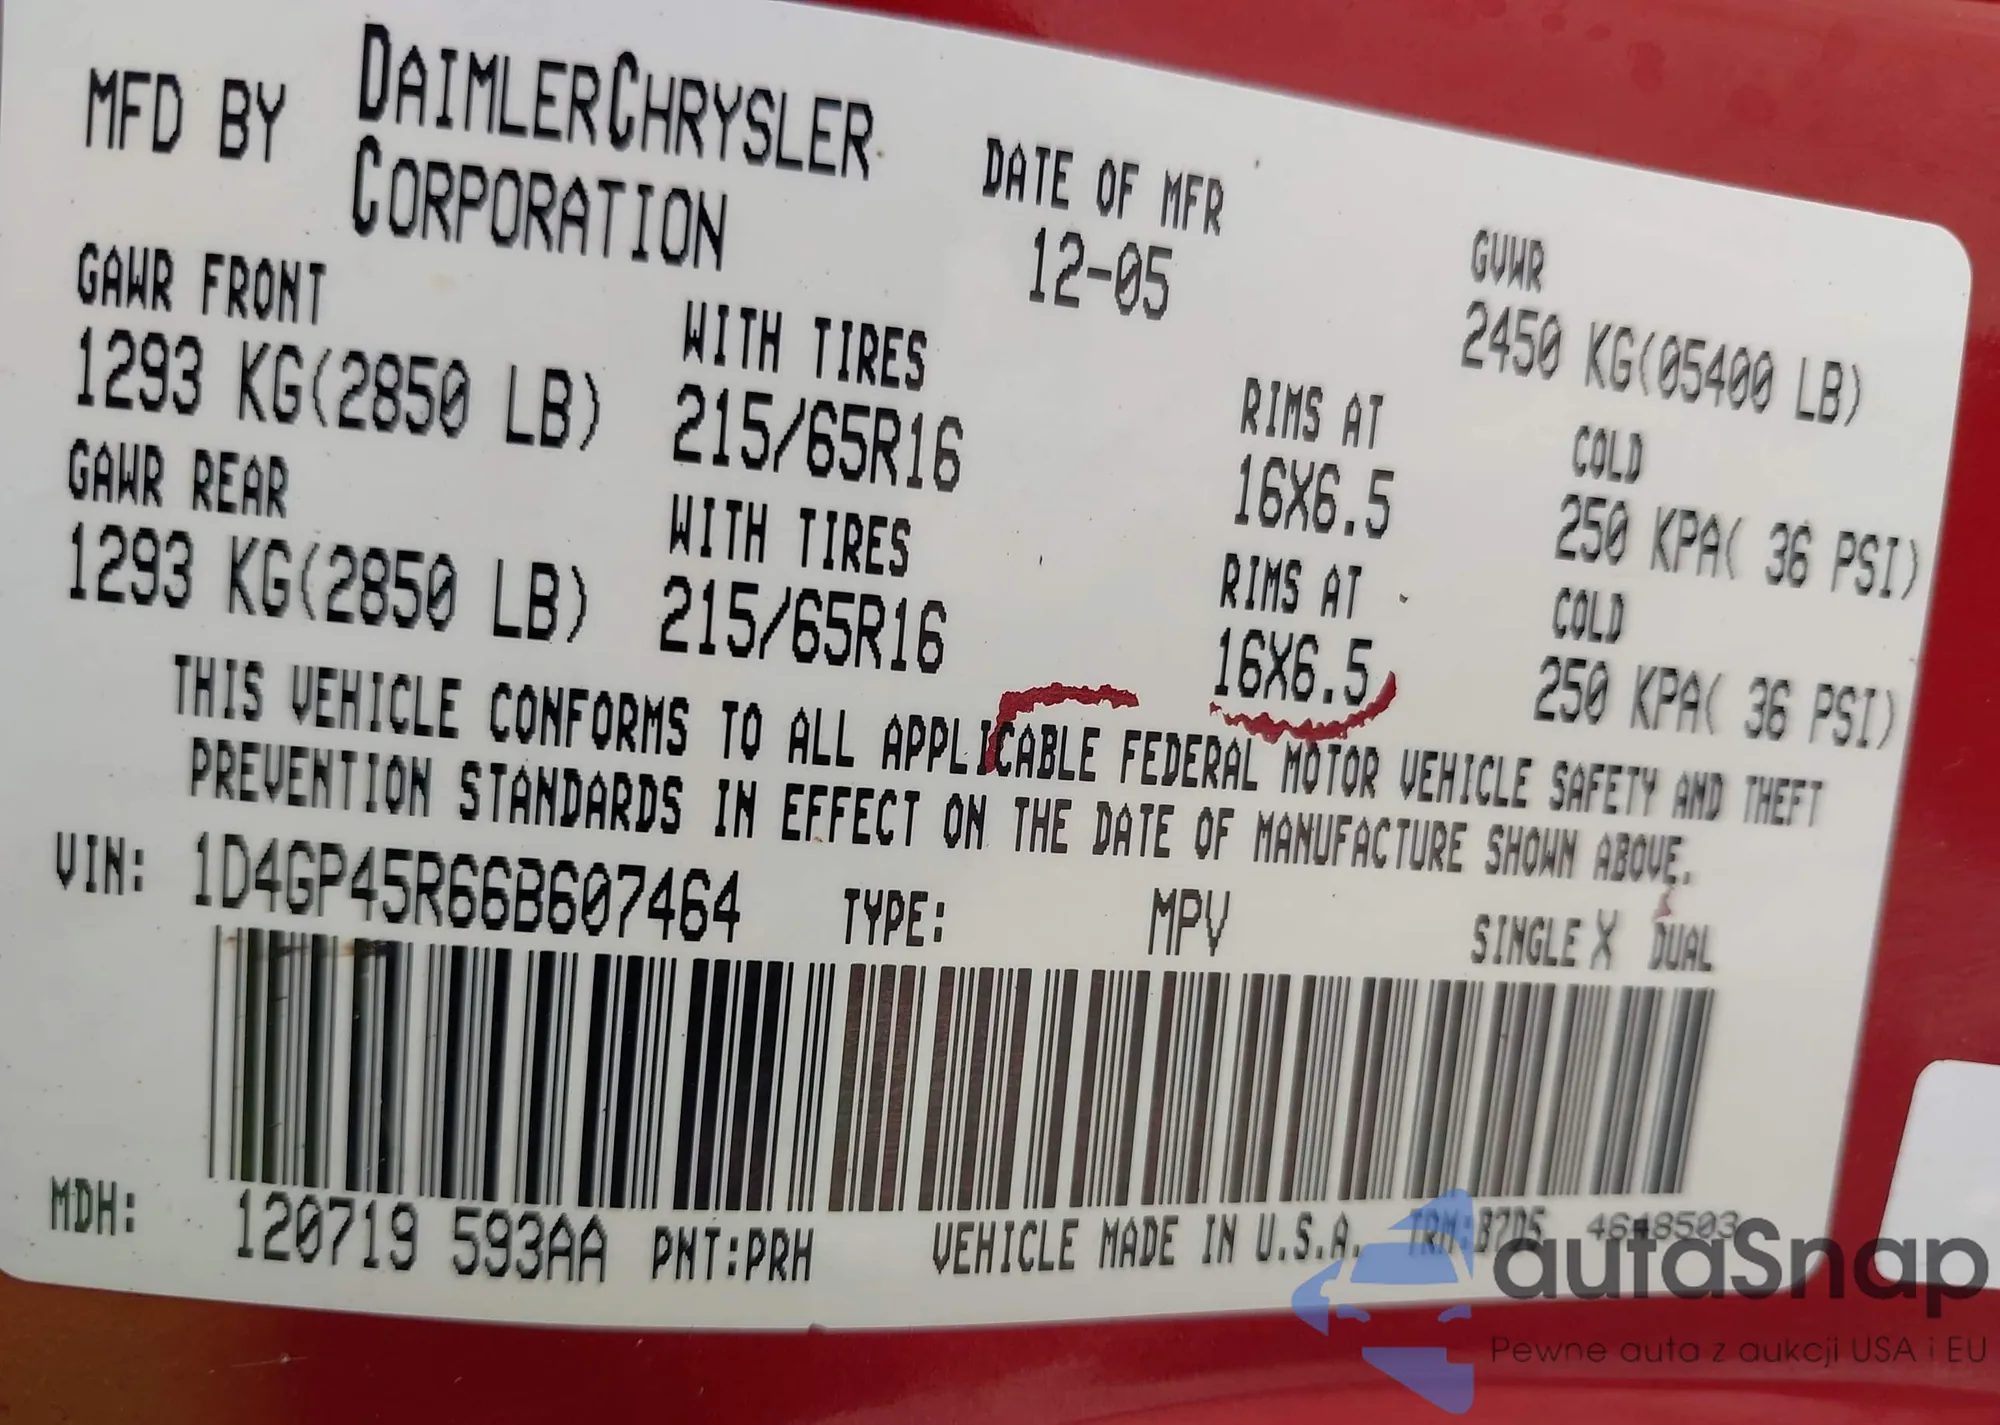 MFD BY DAIMLERCHRYSLER
CORPORATION
DATE OF MFR
12-05
GVWR
2450 KG(05400 LB)
GAWR FRONT
1293 KG(2850 LB)
WITH TIRES
215/65R16
RIMS AT
16X6.5
COLD
250 KPA( 36 PSI)
GAWR REAR
1293 KG(2850 LB)
WITH TIRES
215/65R16
RIMS AT
16X6.5
COLD
250 KPA( 36 PSI)
THIS VEHICLE CONFORMS TO ALL APPLICABLE FEDERAL MOTOR VEHICLE SAFETY AND THEFT
PREVENTION STANDARDS IN EFFECT ON THE DATE OF MANUFACTURE SHOWN ABOVE.
VIN: 1D4GP45R66B607464 TYPE: MPV SINGLE X DUAL
MDH: 120719 593AA PNT:PRH VEHICLE MADE IN U.S.A. TRM:B7D5 4648503
autaSnap
Pewne auta z aukcji USA i EU